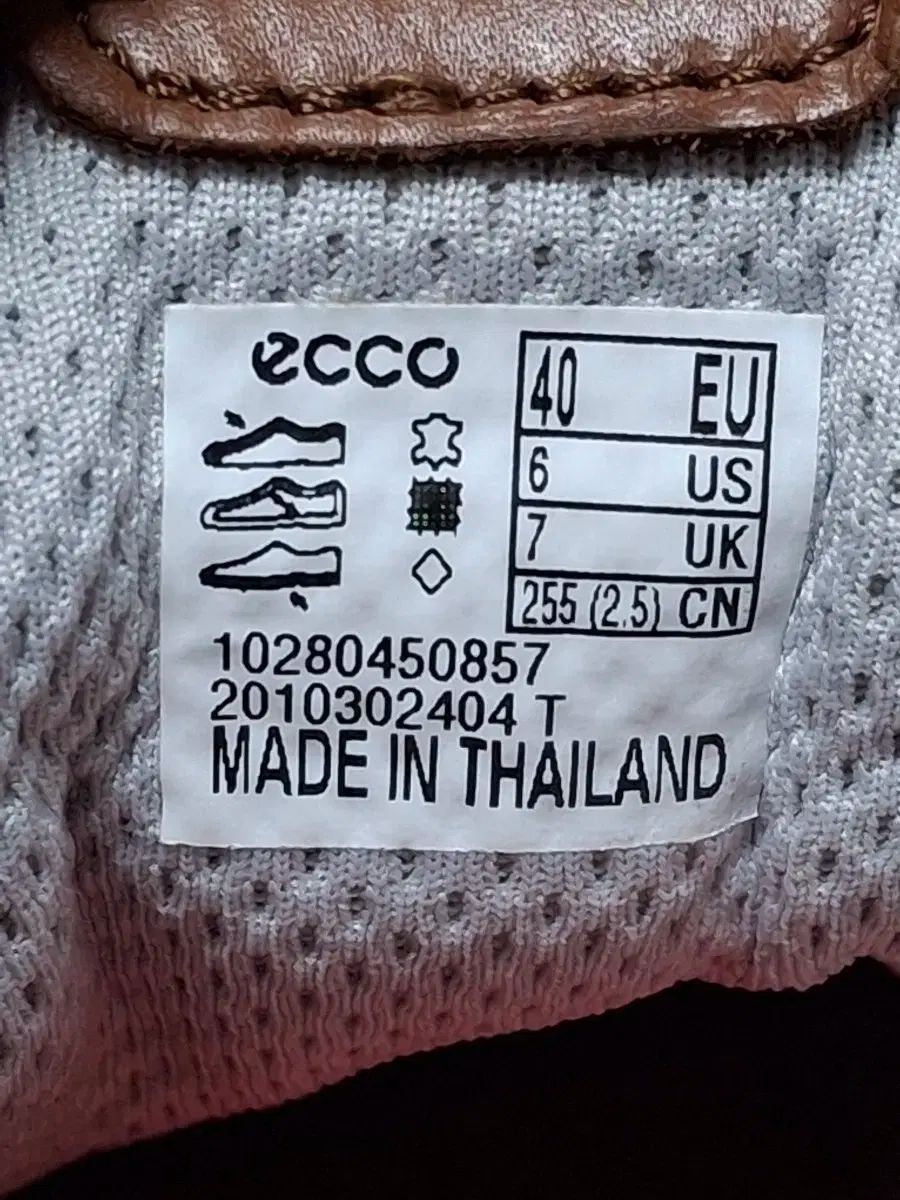 ecco
40 EU
6 US
7 UK
255 (2.5) CN
10280450857
2010302404 T
MADE IN THAILAND